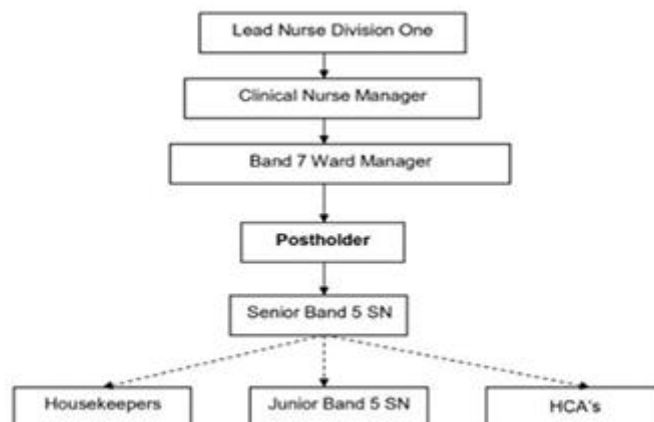 Lead Nurse Division One
Clinical Nurse Manager
Band 7 Ward Manager
Postholder
Senior Band 5 SN
Housekeepers
Junior Band 5 SN
HCA's